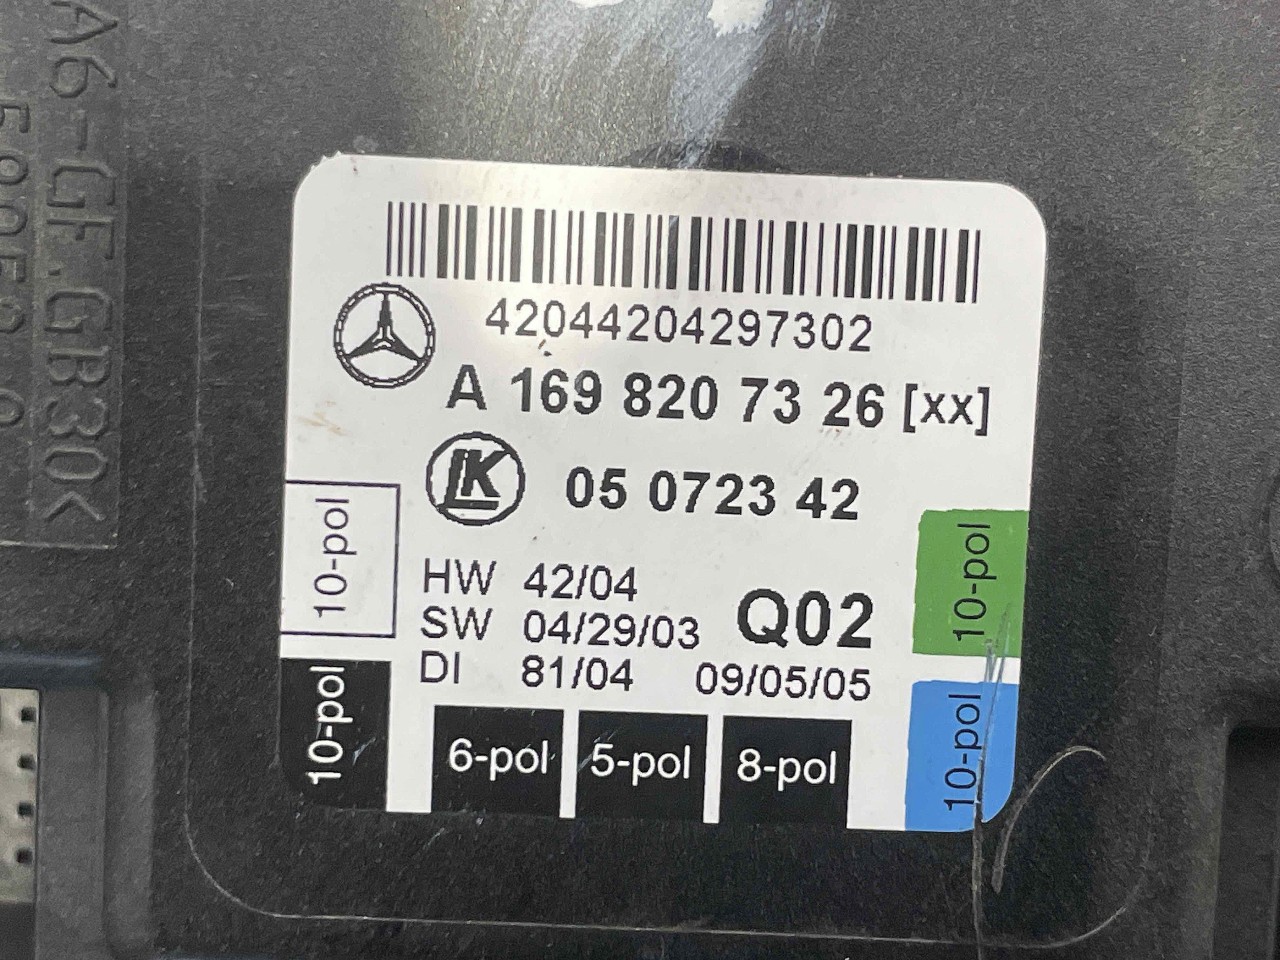 A6-GF.GB30<
42044204297302
A 169 820 73 26 [xx]
LK 05 0723 42
HW 42/04
SW 04/29/03 Q02
DI 81/04 09/05/05
10-pol
10-pol
6-pol 5-pol 8-pol
10-pol
10-pol